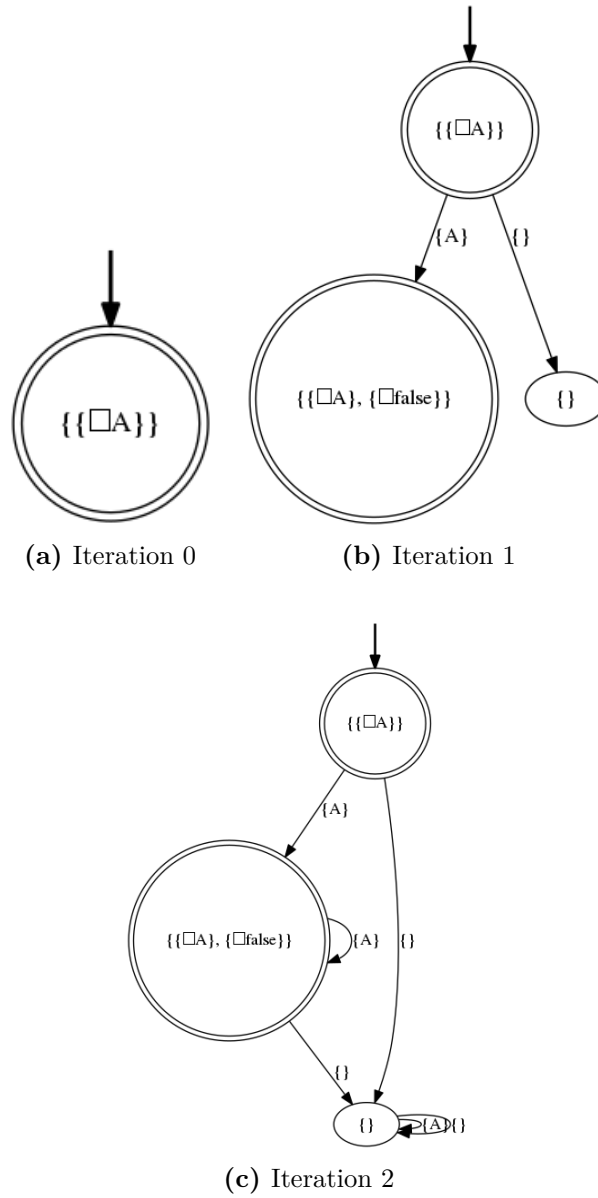 {{□A}}
{A}
{}
{{□A}}
{{□A}, {□false}}
{}
(a) Iteration 0
(b) Iteration 1
{{□A}}
{A}
{{□A}, {□false}}
{A}
{}
{}
{}
{A}
{}
(c) Iteration 2